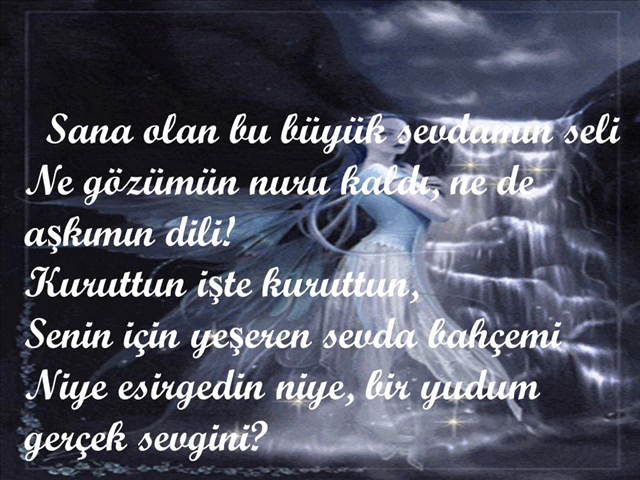 Sana olan bu büyük sevdamın seli
Ne gözümün nuru kaldı, ne de
aşkımın dili!
Kuruttun işte kuruttun,
Senin için yeşeren sevda bahçemi
Niye esirgedin niye, bir yudum
gerçek sevgini?